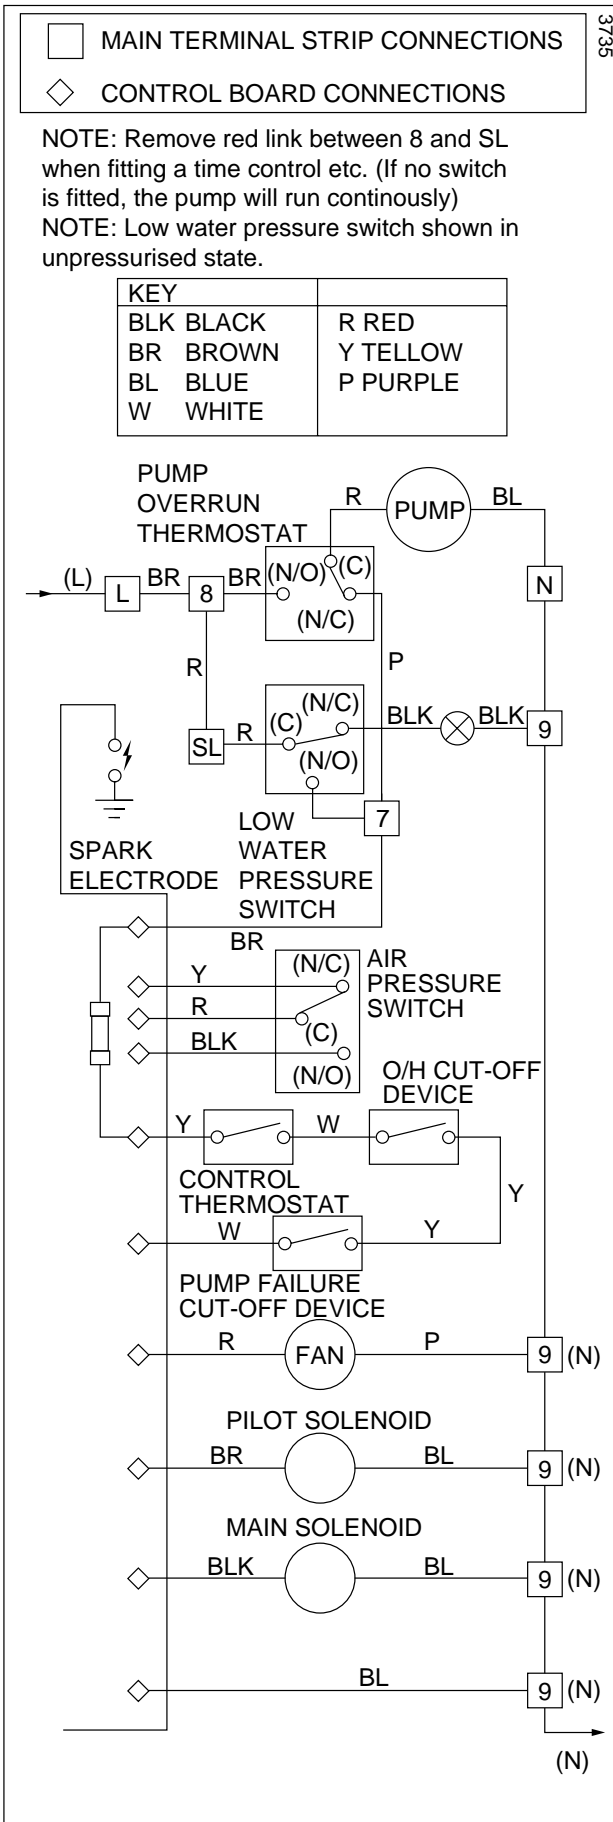 3735
MAIN TERMINAL STRIP CONNECTIONS
CONTROL BOARD CONNECTIONS
NOTE: Remove red link between 8 and SL
when fitting a time control etc. (If no switch
is fitted, the pump will run continously)
NOTE: Low water pressure switch shown in
unpressurised state.
KEY
BLK BLACK R RED
BR BROWN Y TELLOW
BL BLUE P PURPLE
W WHITE
PUMP
OVERRUN
THERMOSTAT
R PUMP BL
(L) L BR 8 BR (N/O) (C) N
(N/C)
R P
SL R (C) (N/C) BLK BLK 9
(N/O)
7
LOW
WATER
PRESSURE
SWITCH
SPARK
ELECTRODE
BR
Y (N/C)
R (C)
BLK (N/O)
AIR
PRESSURE
SWITCH
O/H CUT-OFF
DEVICE
Y W
CONTROL
THERMOSTAT
Y
W Y
PUMP FAILURE
CUT-OFF DEVICE
R FAN P 9 (N)
PILOT SOLENOID
BR BL 9 (N)
MAIN SOLENOID
BLK BL 9 (N)
BL 9 (N)
(N)